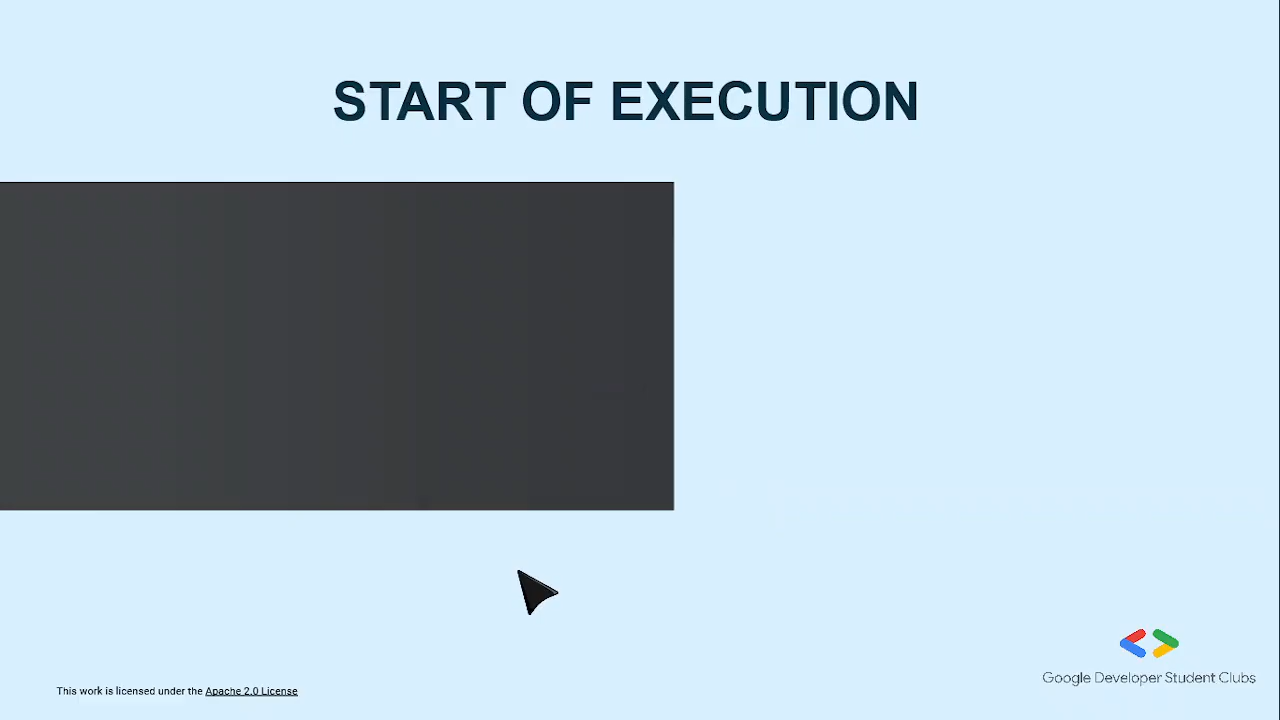 START OF EXECUTION
This work is licensed under the Apache 2.0 License
Google Developer Student Clubs